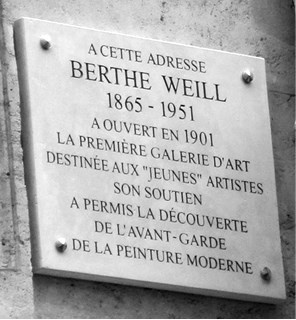 A CETTE ADRESSE
BERTHE WEILL
1865 - 1951
A OUVERT EN 1901
LA PREMIÈRE GALERIE D'ART
DESTINÉE AUX "JEUNES" ARTISTES
SON SOUTIEN
A PERMIS LA DÉCOUVERTE
DE L'AVANT-GARDE
DE LA PEINTURE MODERNE